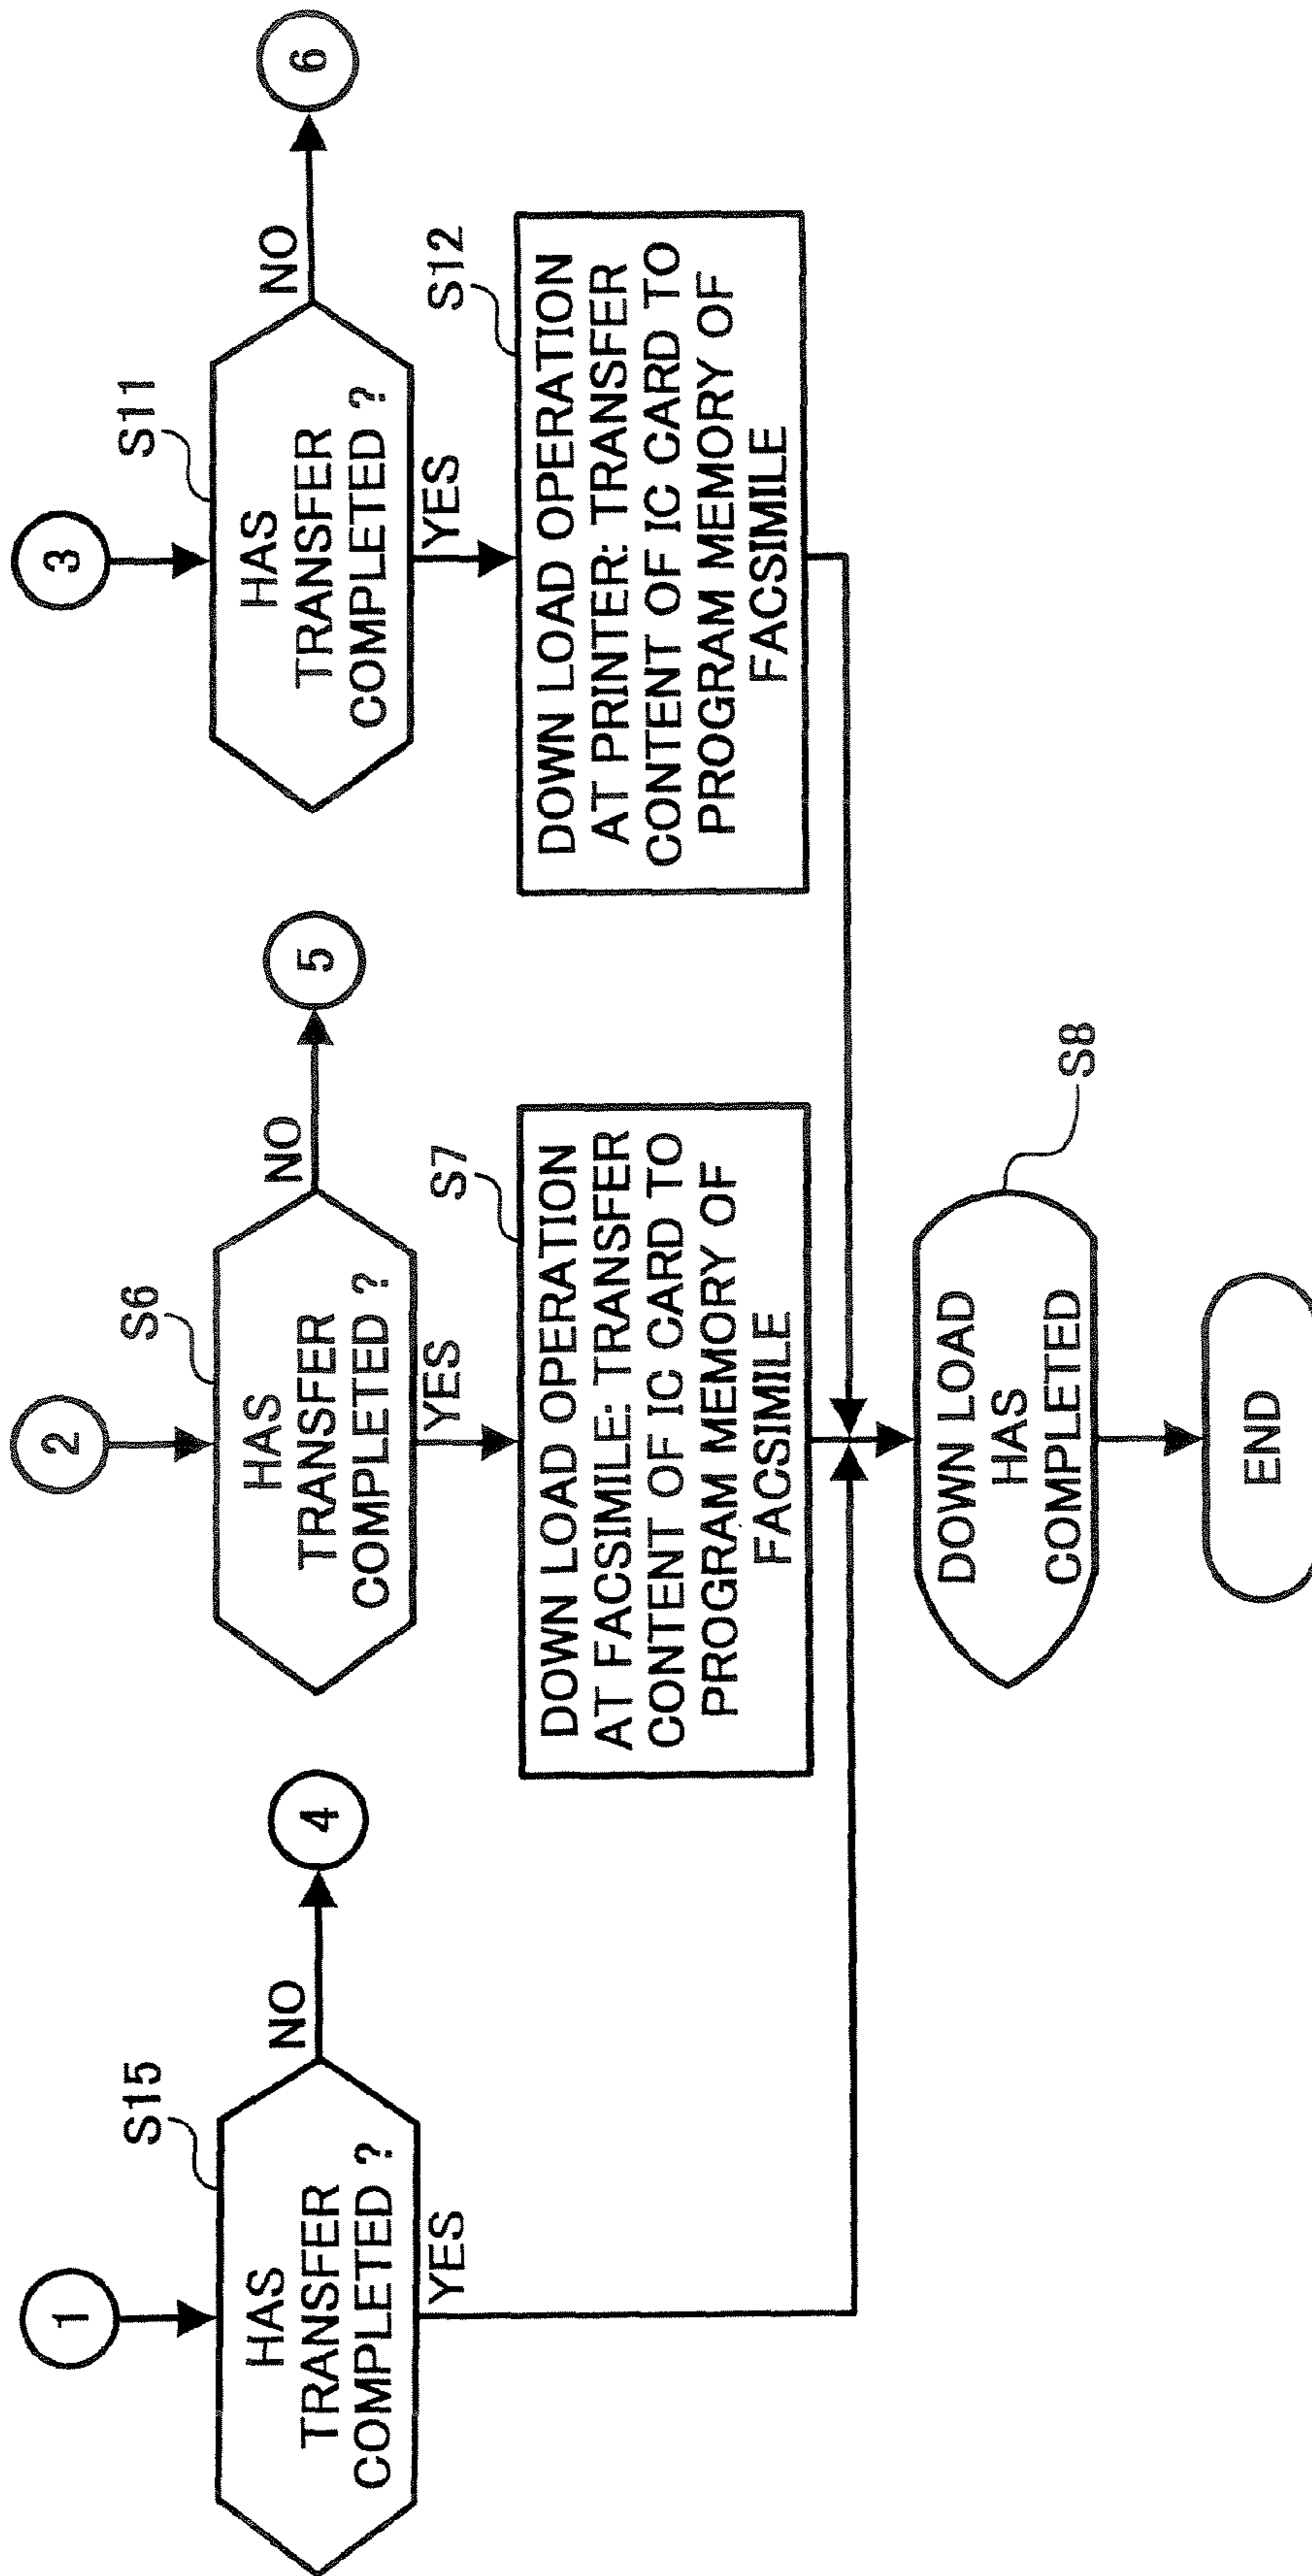 1
S15
HAS
TRANSFER
COMPLETED ?
NO
4
YES
2
S6
HAS
TRANSFER
COMPLETED ?
NO
5
YES
S7
DOWN LOAD OPERATION
AT FACSIMILE: TRANSFER
CONTENT OF IC CARD TO
PROGRAM MEMORY OF
FACSIMILE
3
S11
HAS
TRANSFER
COMPLETED ?
NO
6
YES
S12
DOWN LOAD OPERATION
AT PRINTER: TRANSFER
CONTENT OF IC CARD TO
PROGRAM MEMORY OF
FACSIMILE
S8
DOWN LOAD
HAS
COMPLETED
END